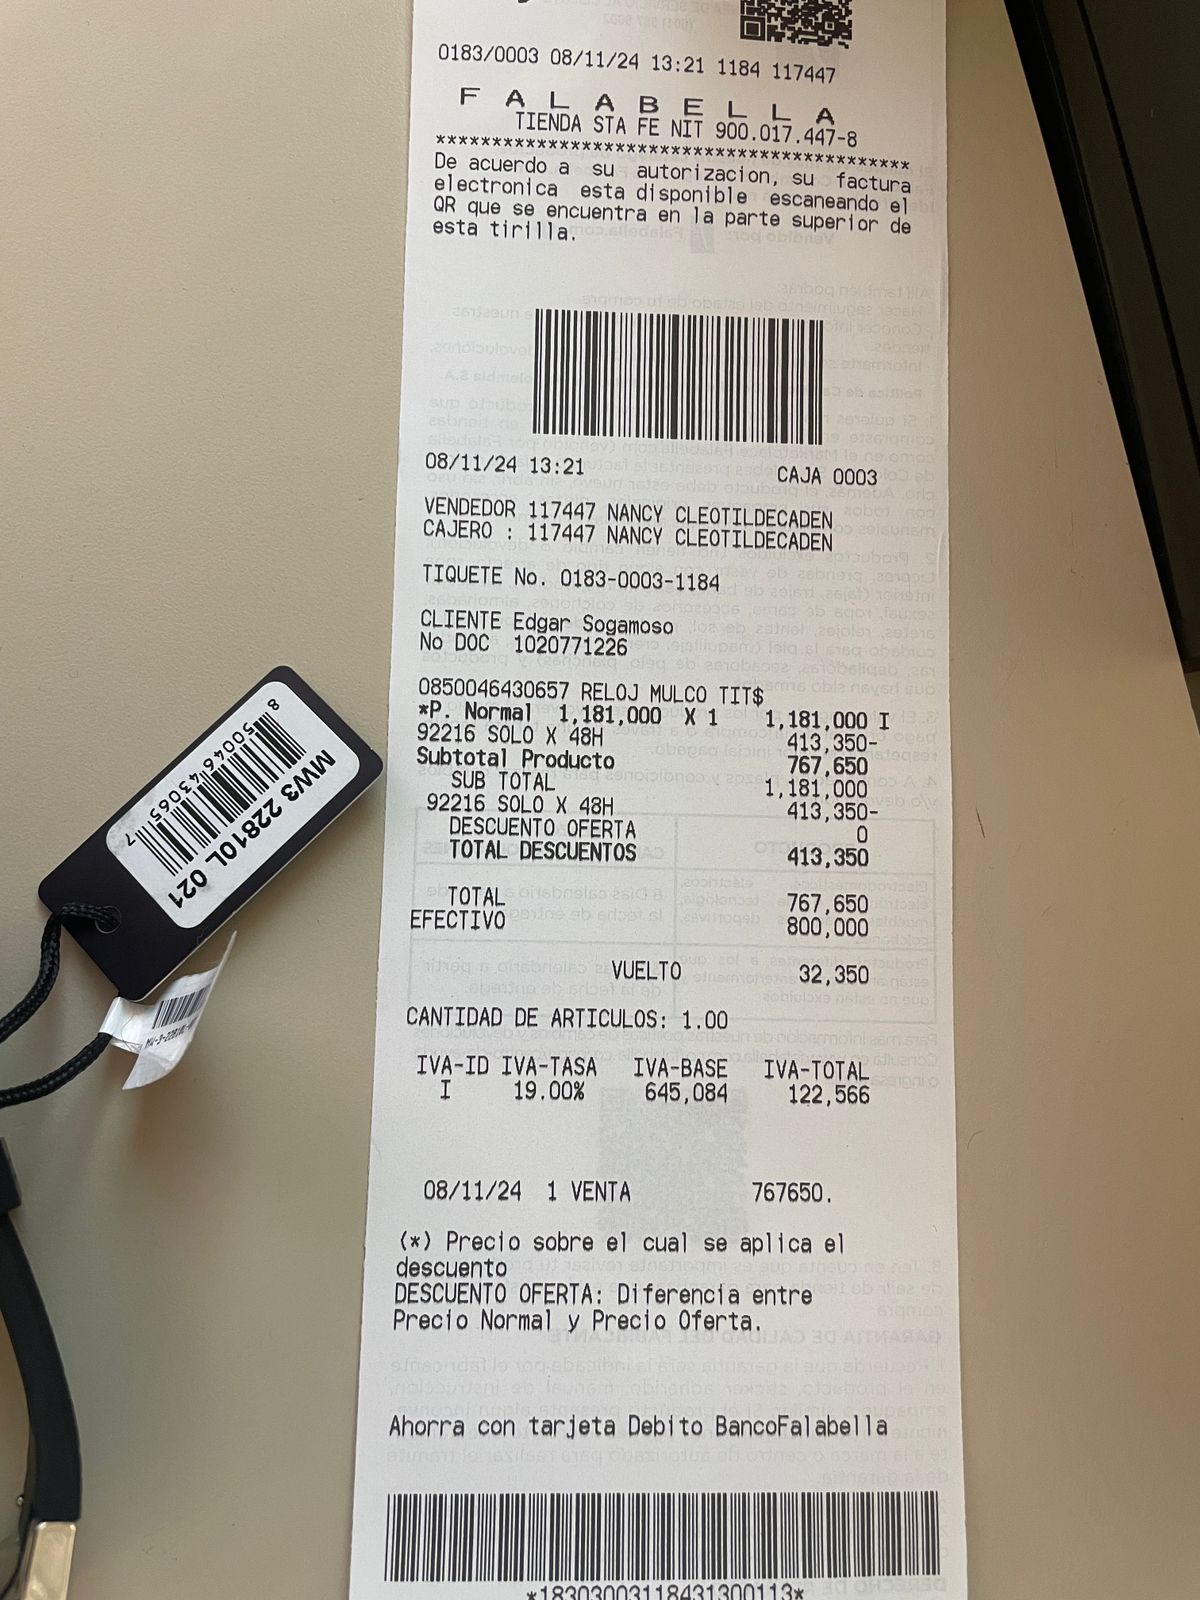 0183/0003 08/11/24 13:21 1184 117447
F A L A B E L L A
TIENDA STA FE NIT 900.017.447-8
*******************************************
De acuerdo a su autorizacion, su factura
electronica esta disponible escaneando el
QR que se encuentra en la parte superior de
esta tirilla.
08/11/24 13:21 CAJA 0003
VENDEDOR 117447 NANCY CLEOTILDECADEN
CAJERO : 117447 NANCY CLEOTILDECADEN
TIQUETE No. 0183-0003-1184
CLIENTE Edgar Sogamoso
No DOC 1020771226
0850046430657 RELOJ MULCO TIT$
*P. Normal 1,181,000 X 1 1,181,000 I
92216 SOLO X 48H 413,350-
Subtotal Producto 767,650
SUB TOTAL 1,181,000
92216 SOLO X 48H 413,350-
DESCUENTO OFERTA 0
TOTAL DESCUENTOS 413,350
TOTAL 767,650
EFECTIVO 800,000
VUELTO 32,350
CANTIDAD DE ARTICULOS: 1.00
IVA-ID IVA-TASA IVA-BASE IVA-TOTAL
I 19.00% 645,084 122,566
08/11/24 1 VENTA 767650.
(*) Precio sobre el cual se aplica el
descuento
DESCUENTO OFERTA: Diferencia entre
Precio Normal y Precio Oferta.
Ahorra con tarjeta Debito BancoFalabella
*18303003118431300113*
MW3 22810L 021
8 50046 43065 7